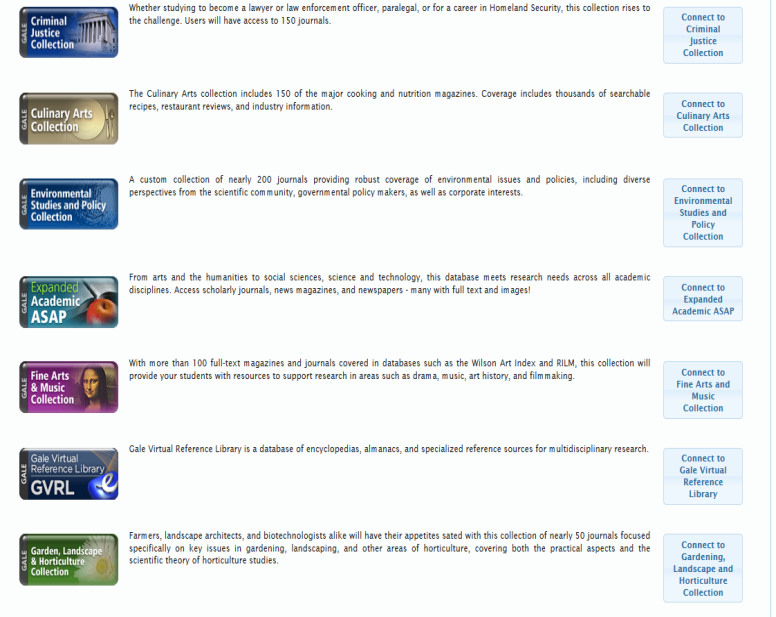 GALE
Criminal
Justice
Collection
Whether studying to become a lawyer or law enforcement officer, paralegal, or for a career in Homeland Security, this collection rises to
the challenge. Users will have access to 150 journals.
Connect to
Criminal
Justice
Collection
GALE
Culinary Arts
Collection
The Culinary Arts collection includes 150 of the major cooking and nutrition magazines. Coverage includes thousands of searchable
recipes, restaurant reviews, and industry information.
Connect to
Culinary Arts
Collection
GALE
Environmental
Studies and Policy
Collection
A custom collection of nearly 200 journals providing robust coverage of environmental issues and policies, including diverse
perspectives from the scientific community, governmental policy makers, as well as corporate interests.
Connect to
Environmental
Studies and
Policy
Collection
GALE
Expanded
Academic
ASAP
From arts and the humanities to social sciences, science and technology, this database meets research needs across all academic
disciplines. Access scholarly journals, news magazines, and newspapers - many with full text and images!
Connect to
Expanded
Academic ASAP
GALE
Fine Arts
& Music
Collection
With more than 100 full-text magazines and journals covered in databases such as the Wilson Art Index and RILM, this collection will
provide your students with resources to support research in areas such as drama, music, art history, and filmmaking.
Connect to
Fine Arts and
Music
Collection
GALE
Gale Virtual
Reference Library
GVRL
Gale Virtual Reference Library is a database of encyclopedias, almanacs, and specialized reference sources for multidisciplinary research.
Connect to
Gale Virtual
Reference
Library
GALE
Garden, Landscape
& Horticulture
Collection
Farmers, landscape architects, and biotechnologists alike will have their appetites sated with this collection of nearly 50 journals focused
specifically on key issues in gardening, landscaping, and other areas of horticulture, covering both the practical aspects and the
scientific theory of horticulture studies.
Connect to
Gardening,
Landscape and
Horticulture
Collection